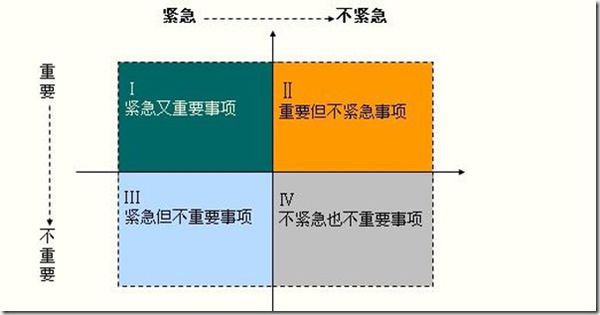 紧急 不紧急
重要
不重要
Ⅰ
紧急又重要事项
Ⅱ
重要但不紧急事项
III
紧急但不重要事项
Ⅳ
不紧急也不重要事项